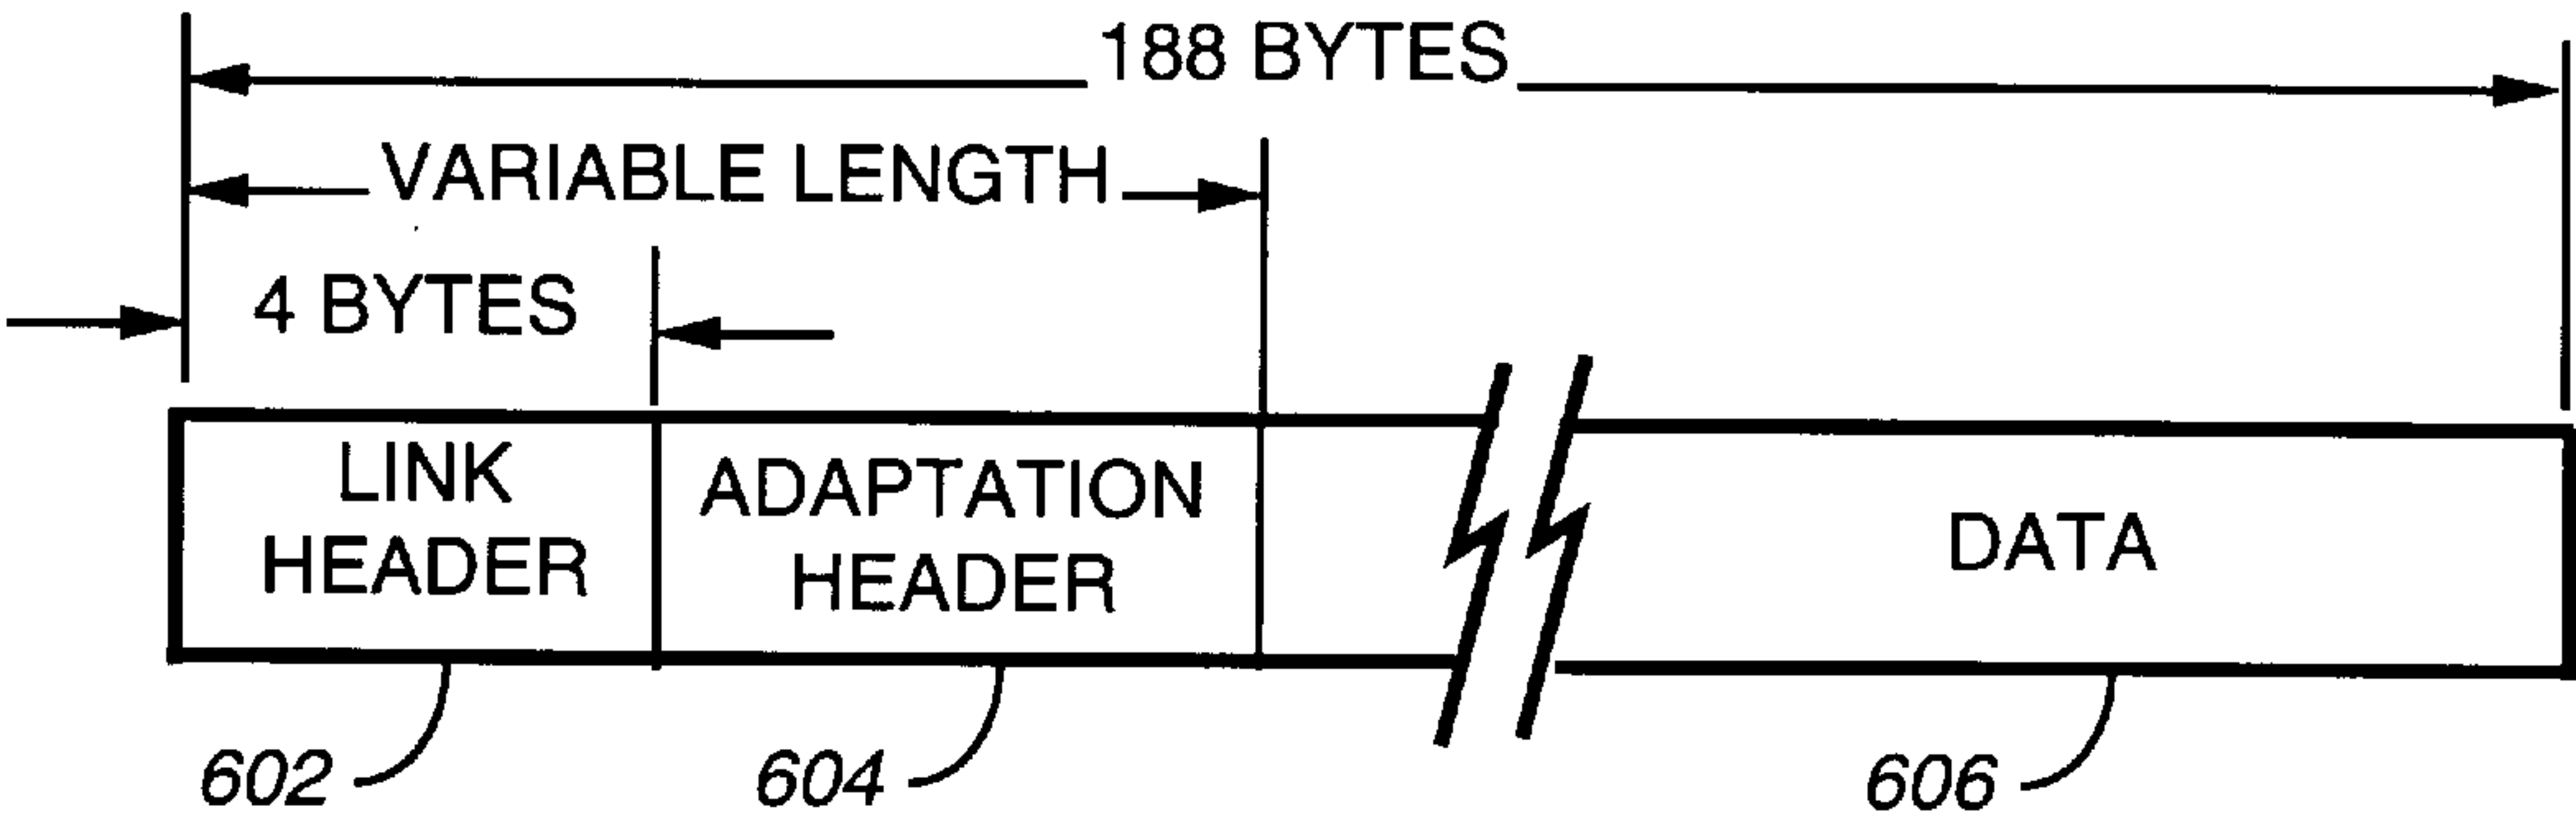 188 BYTES
VARIABLE LENGTH
4 BYTES
LINK
HEADER
ADAPTATION
HEADER
DATA
602
604
606